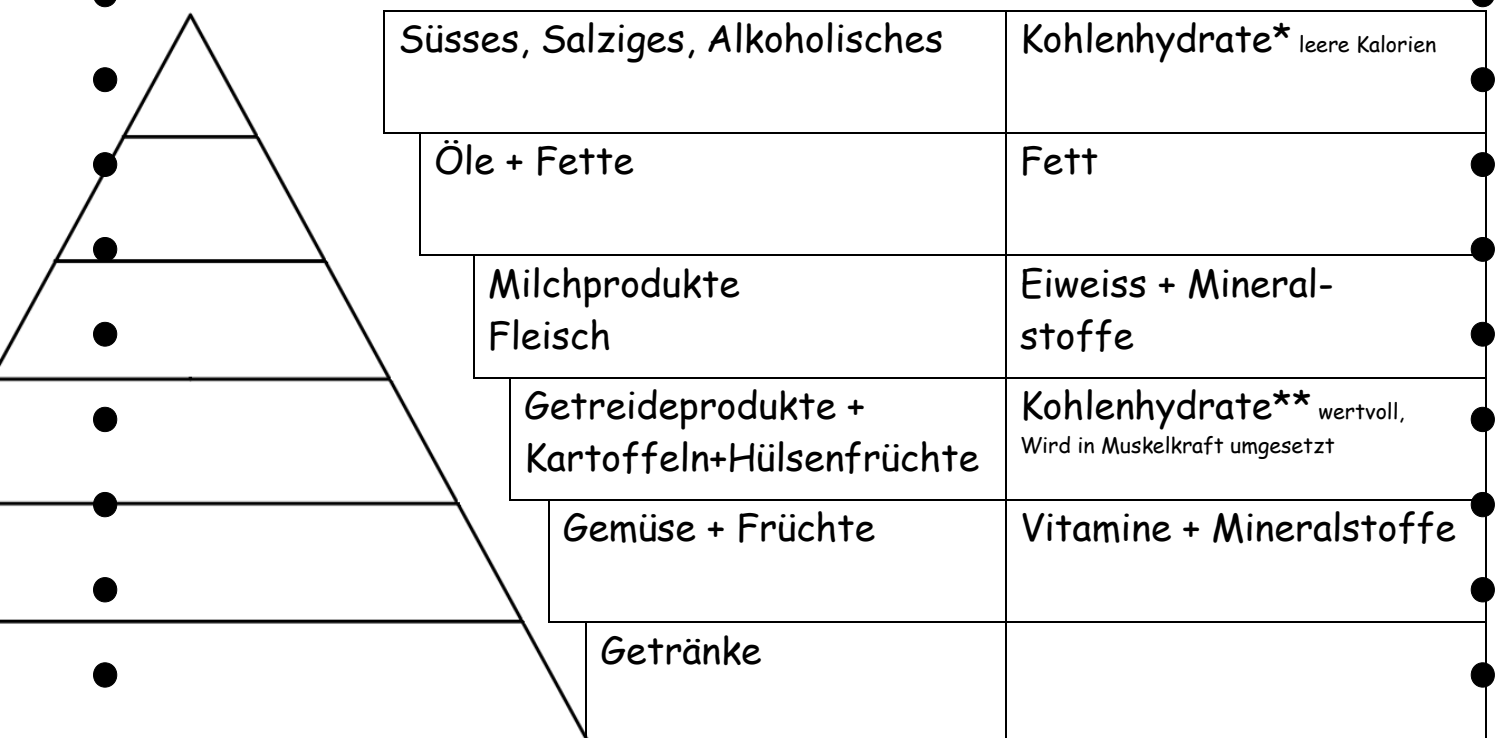 Süsses, Salziges, Alkoholisches
Kohlenhydrate* leere Kalorien
Öle + Fette
Fett
Milchprodukte
Fleisch
Eiweiss + Mineral-
stoffe
Getreideprodukte +
Kartoffeln+Hülsenfrüchte
Kohlenhydrate** wertvoll,
Wird in Muskelkraft umgesetzt
Gemüse + Früchte
Vitamine + Mineralstoffe
Getränke